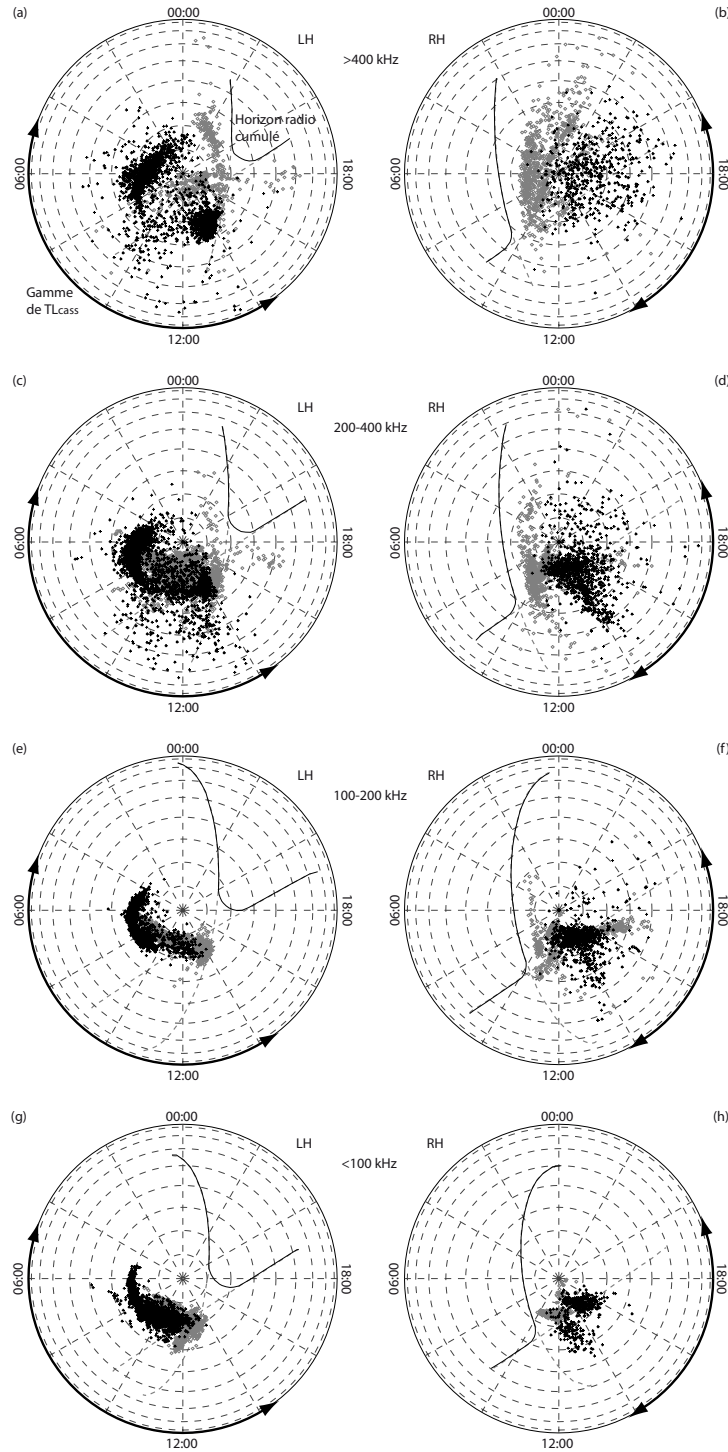 (a)
00:00
LH
>400 kHz
RH
00:00
(b)
Horizon radio
cumulé
06:00
18:00
06:00
18:00
Gamme
de TLcass
12:00
12:00
(c)
00:00
LH
200-400 kHz
RH
00:00
(d)
06:00
18:00
06:00
18:00
12:00
12:00
(e)
00:00
LH
100-200 kHz
RH
00:00
(f)
06:00
18:00
06:00
18:00
12:00
12:00
(g)
00:00
LH
<100 kHz
RH
00:00
(h)
06:00
18:00
06:00
18:00
12:00
12:00